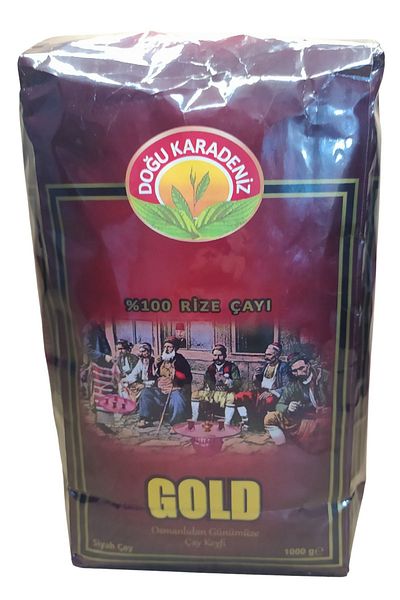 DOĞU KARADENİZ
%100 RİZE ÇAYI
GOLD
Osmanlıdan Günümüze
Çay Keyfi
Siyah Çay
1000 g℮